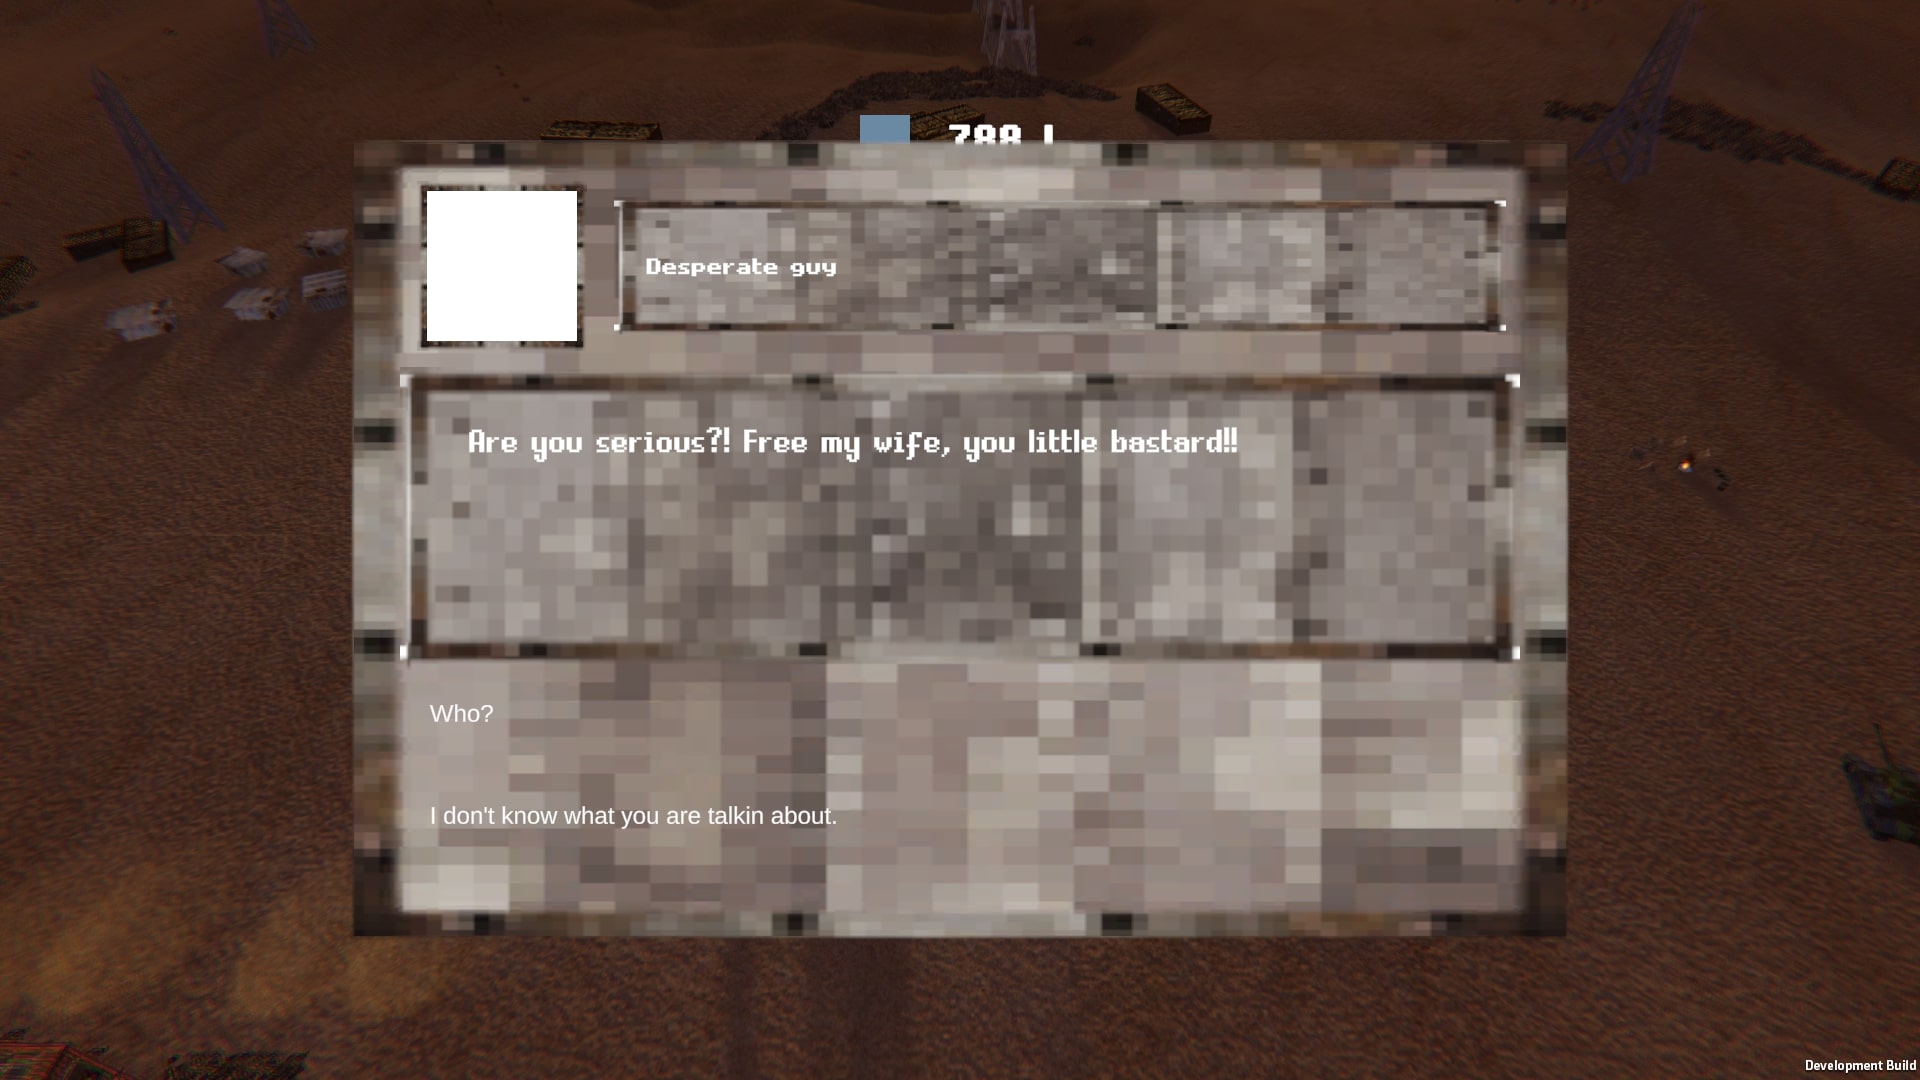 788 l
Desperate guy
Are you serious?! Free my wife, you little bastard!!
Who?
I don't know what you are talkin about.
Development Build